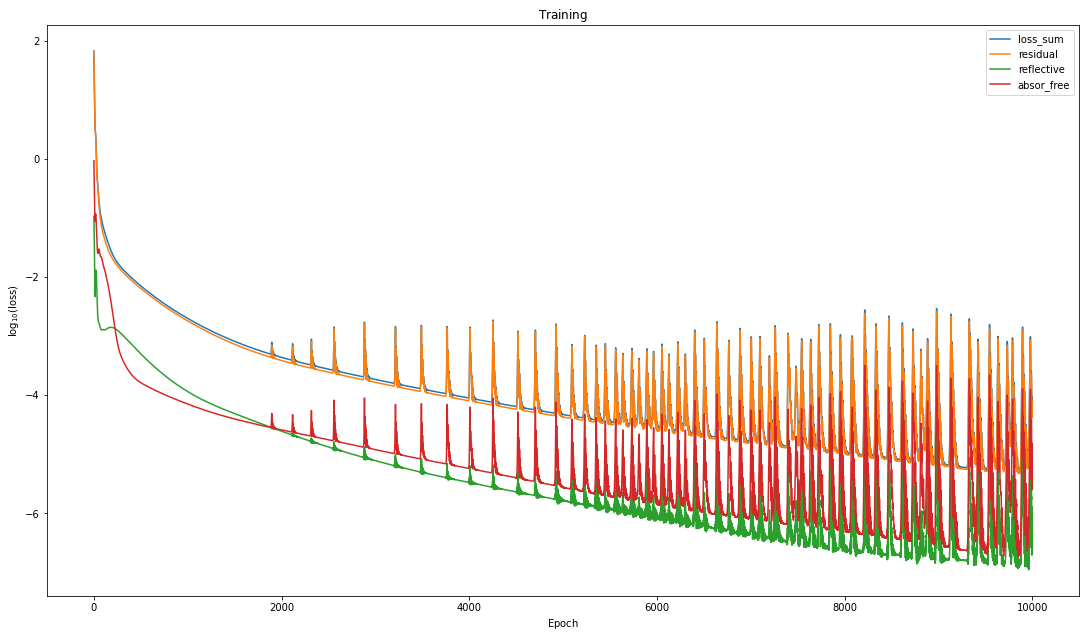 Training
log10(loss)
2
0
−2
−4
−6
0
2000
4000
6000
8000
10000
Epoch
loss_sum
residual
reflective
absor_free